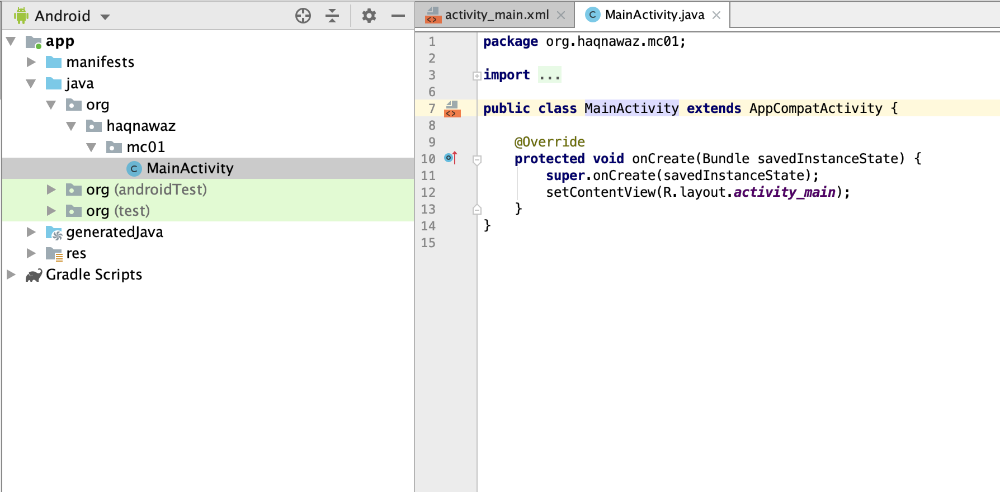 Android
app
manifests
java
org
haqnawaz
mc01
C MainActivity
org (androidTest)
org (test)
generatedJava
res
Gradle Scripts
<> activity_main.xml
C MainActivity.java
1 package org.haqnawaz.mc01;
2
3 import ...
6
7 <> public class MainActivity extends AppCompatActivity {
8
9 @Override
10 protected void onCreate(Bundle savedInstanceState) {
11 super.onCreate(savedInstanceState);
12 setContentView(R.layout.activity_main);
13 }
14 }
15